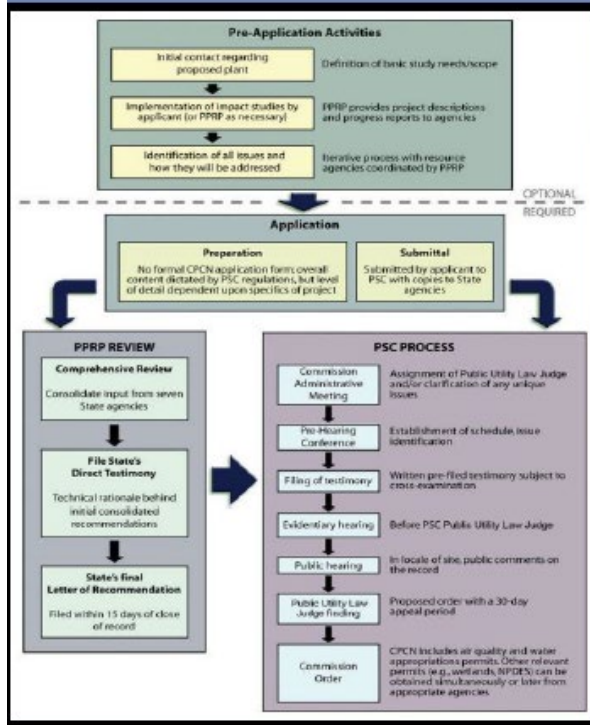 Pre-Application Activities
Initial contact regarding
proposed plant
Definition of basic study needs/scope
Implementation of impact studies by
applicant (or PPRP as necessary)
PPRP provides project descriptions
and progress reports to agencies
Identification of all issues and
how they will be addressed
Iterative process with resource
agencies coordinated by PPRP
OPTIONAL
REQUIRED
Application
Preparation
No formal CPCN application form; overall
content dictated by PSC regulations, but level
of detail dependent upon specifics of project
Submittal
Submitted by applicant to
PSC with copies to State
agencies
PPRP REVIEW
Comprehensive Review
Consolidate input from seven
State agencies
File State's
Direct Testimony
Technical rationale behind
initial consolidated
recommendations
State's final
Letter of Recommendation
Filed within 15 days of close
of record
PSC PROCESS
Commission
Administrative
Meeting
Assignment of Public Utility Law Judge
and/or clarification of any unique
issues
Pre-Hearing
Conference
Establishment of schedule, issue
identification
Filing of testimony
Written pre-filed testimony subject to
cross-examination
Evidentiary hearing
Before PSC Public Utility Law Judge
Public hearing
In locale of site, public comments on
the record
Public Utility Law
Judge finding
Proposed order with a 30-day
appeal period
Commission
Order
CPCN includes air quality and water
appropriations permits. Other relevant
permits (e.g., wetlands, NPDES) can be
obtained simultaneously or later from
appropriate agencies.